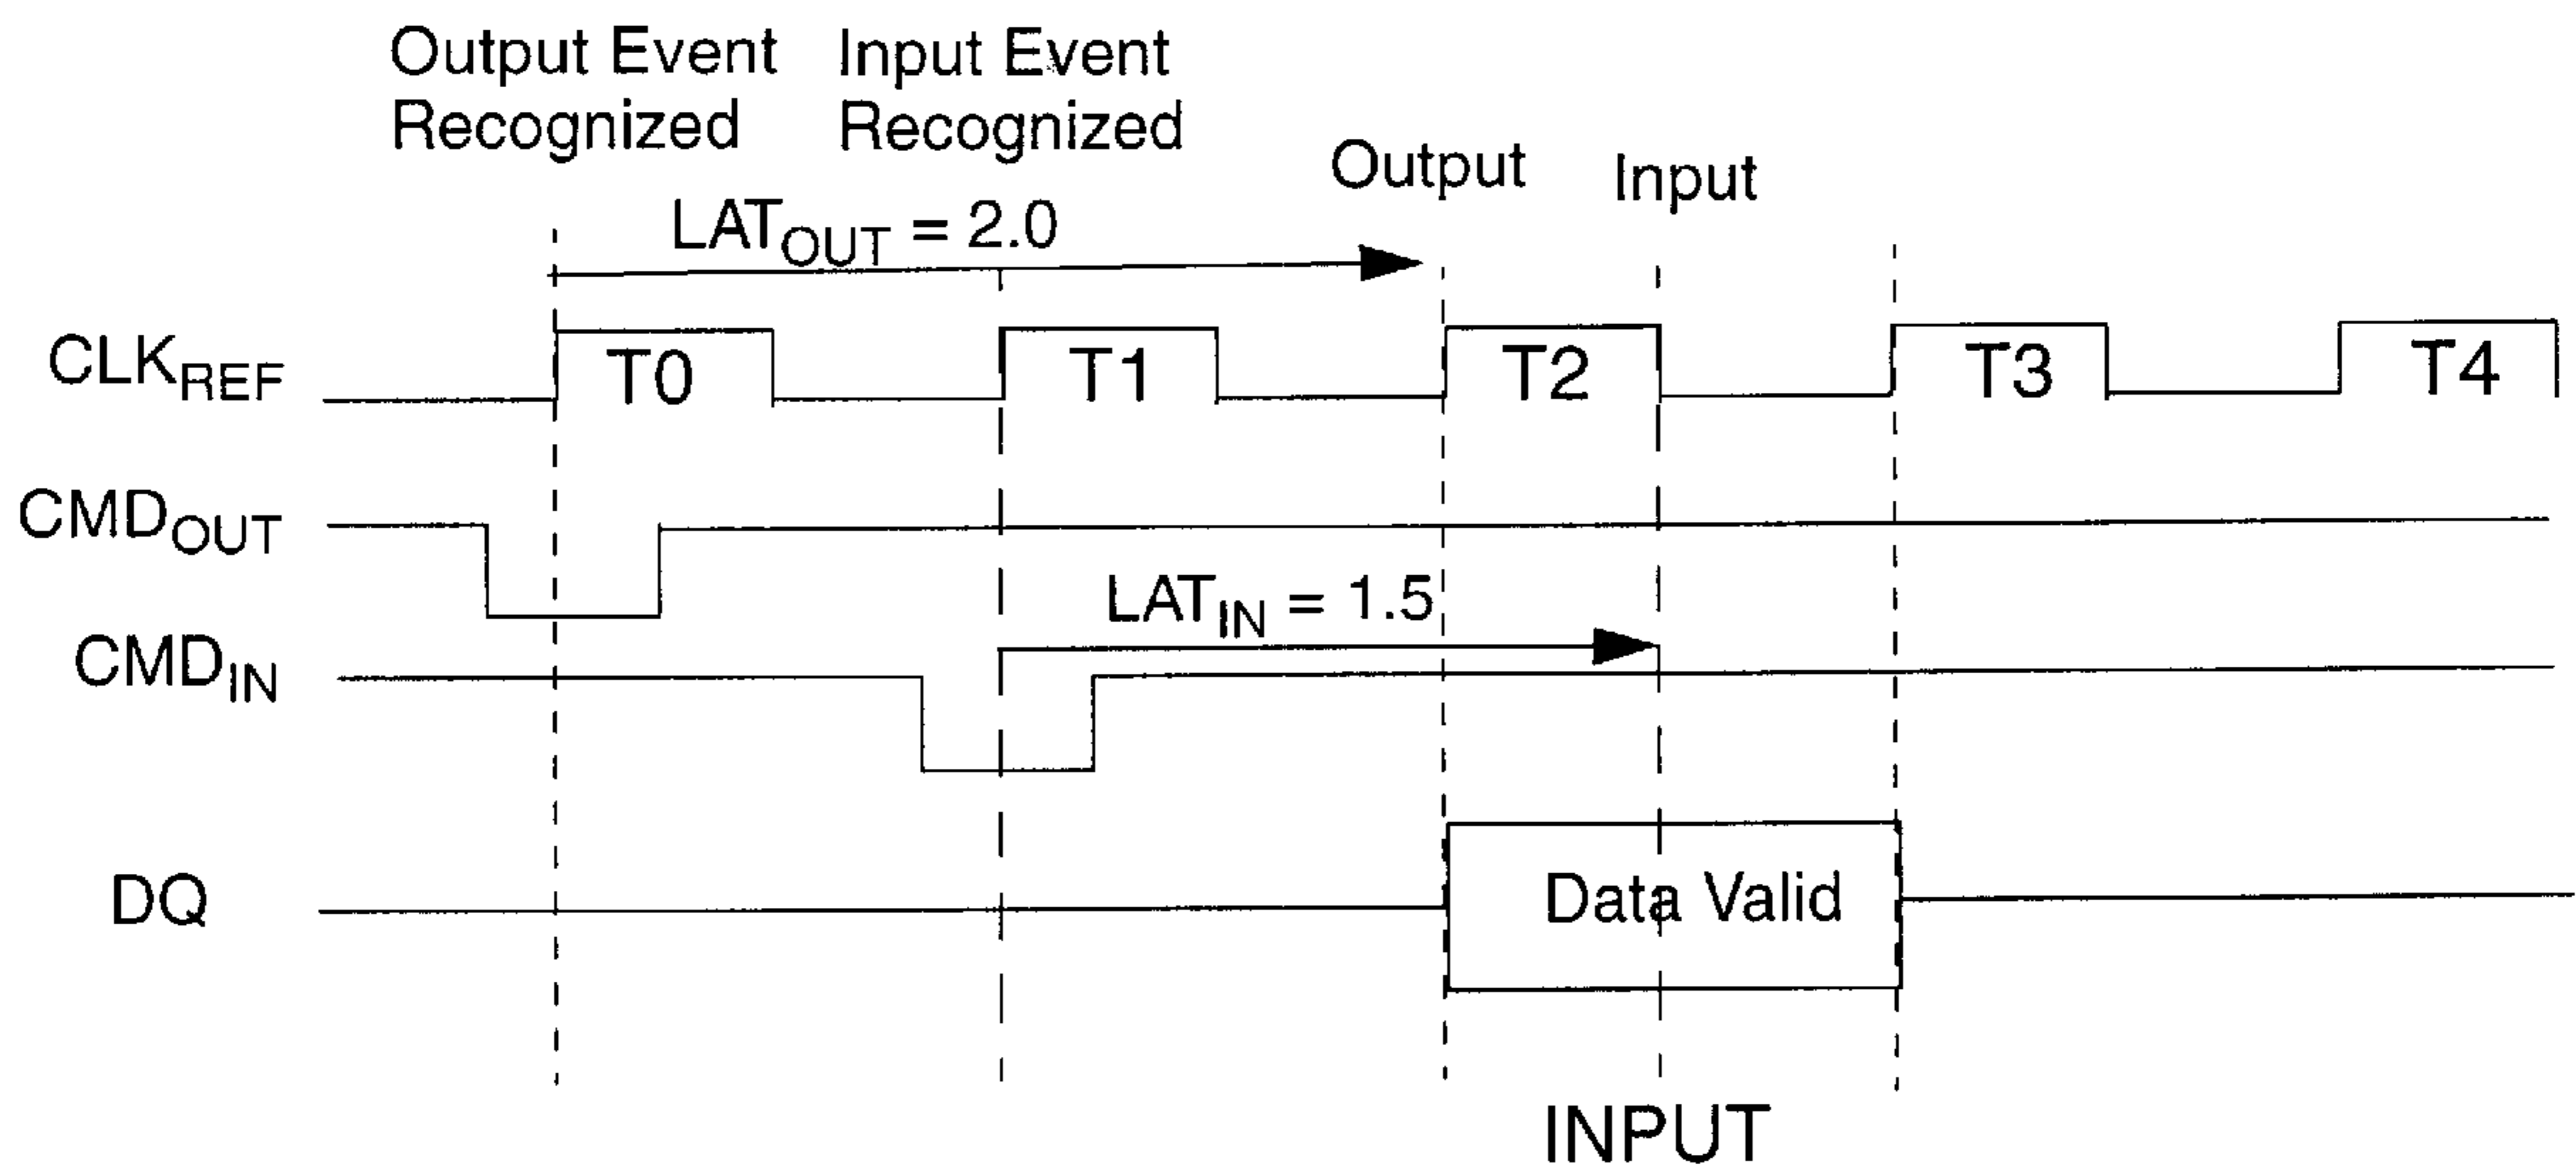 Output Event
Recognized
Input Event
Recognized
Output
Input
LATOUT = 2.0
CLKREF
T0
T1
T2
T3
T4
CMDOUT
LATIN = 1.5
CMDIN
DQ
Data Valid
INPUT